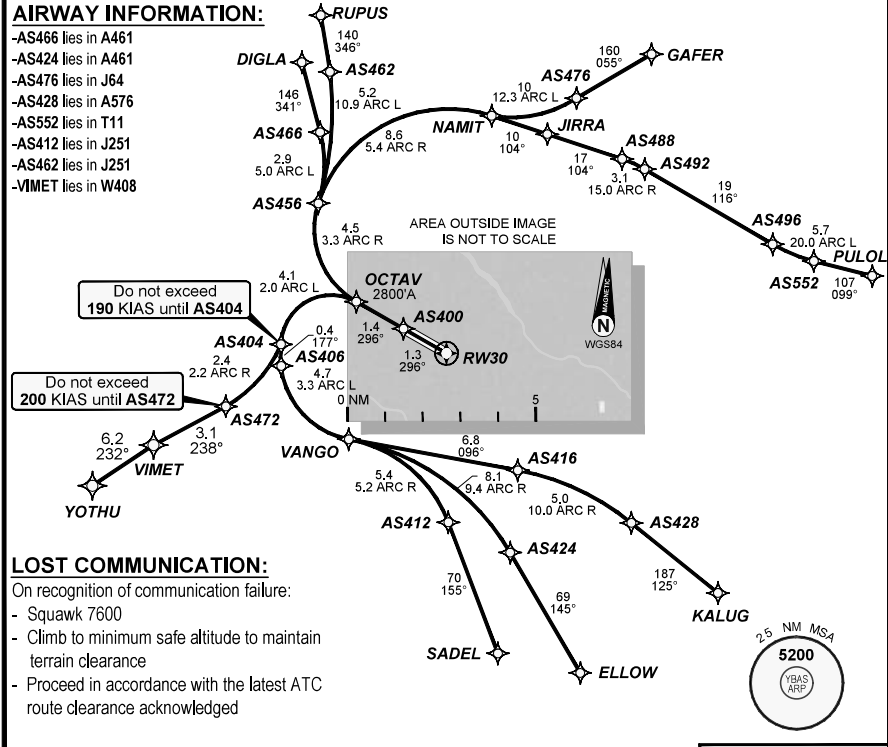 AIRWAY INFORMATION:
-AS466 lies in A461
-AS424 lies in A461
-AS476 lies in J64
-AS428 lies in A576
-AS552 lies in T11
-AS412 lies in J251
-AS462 lies in J251
-VIMET lies in W408
RUPUS
140
346°
DIGLA
AS462
146
341°
5.2
10.9 ARC L
AS466
2.9
5.0 ARC L
AS456
8.6
5.4 ARC R
NAMIT
10
12.3 ARC L
AS476
160
055°
GAFER
10
104°
JIRRA
17
104°
AS488
3.1
15.0 ARC R
AS492
19
116°
AS496
5.7
20.0 ARC L
AS552
PULOL
107
099°
4.5
3.3 ARC R
AREA OUTSIDE IMAGE
IS NOT TO SCALE
4.1
2.0 ARC L
OCTAV
2800'A
1.4
296°
AS400
1.3
296°
RW30
MAGNETIC
N
WGS84
0 NM
5
Do not exceed
190 KIAS until AS404
AS404
0.4
177°
AS406
2.4
2.2 ARC R
4.7
3.3 ARC L
Do not exceed
200 KIAS until AS472
AS472
3.1
238°
VIMET
6.2
232°
YOTHU
VANGO
6.8
096°
AS416
5.4
5.2 ARC R
8.1
9.4 ARC R
5.0
10.0 ARC R
AS412
AS424
AS428
70
155°
69
145°
187
125°
SADEL
ELLOW
KALUG
LOST COMMUNICATION:
On recognition of communication failure:
- Squawk 7600
- Climb to minimum safe altitude to maintain
terrain clearance
- Proceed in accordance with the latest ATC
route clearance acknowledged
25 NM MSA
5200
YBAS
ARP